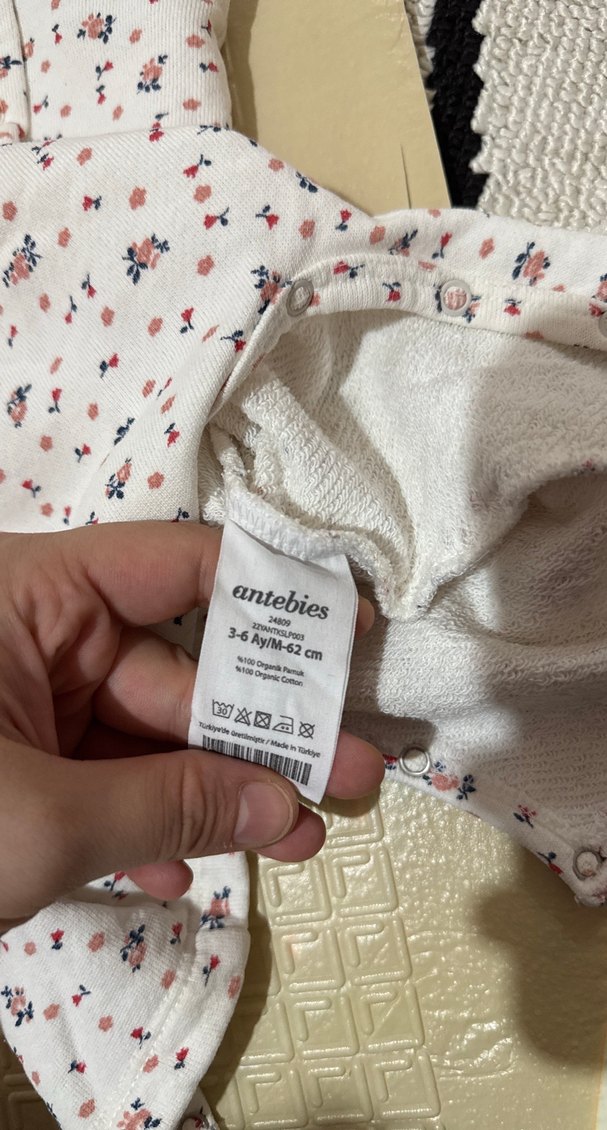 antebies
24809
22YANTKSLP003
3-6 Ay/M-62 cm
%100 Organik Pamuk
%100 Organic Cotton
30
Türkiye'de üretilmiştir / Made in Türkiye